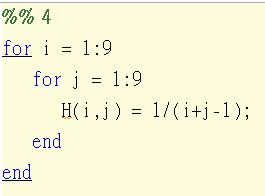 %% 4
for i = 1:9
for j = 1:9
H(i,j) = 1/(i+j-1);
end
end